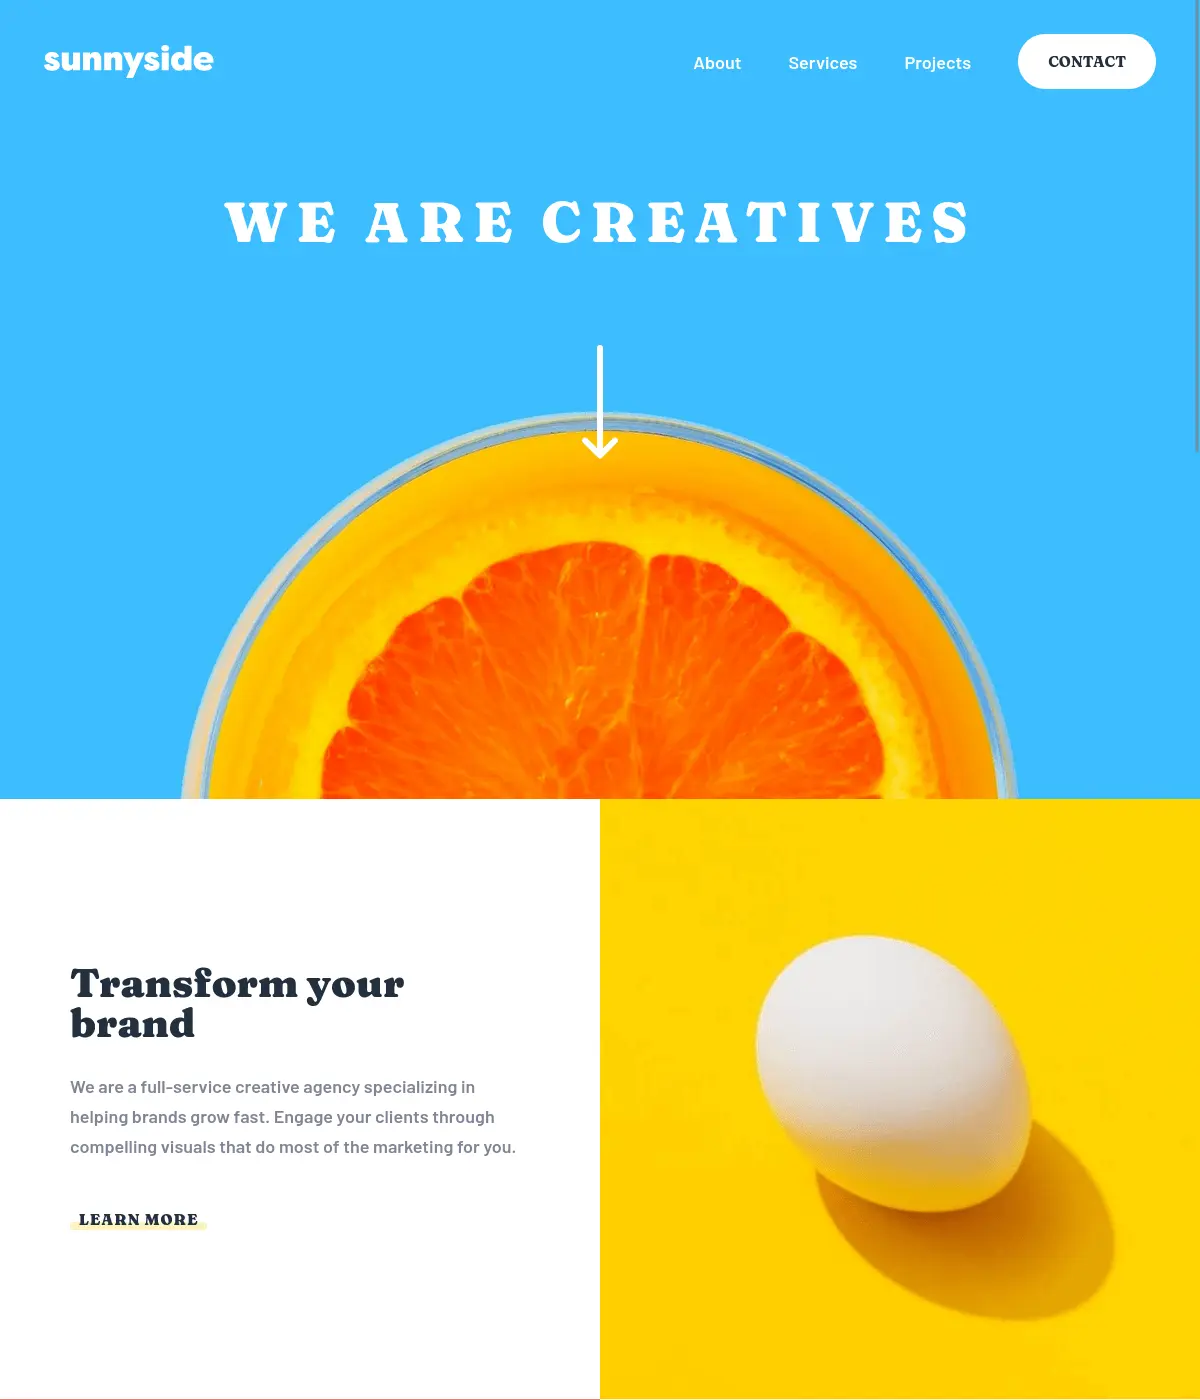 sunnyside
About Services Projects CONTACT
WE ARE CREATIVES
Transform your
brand
We are a full-service creative agency specializing in
helping brands grow fast. Engage your clients through
compelling visuals that do most of the marketing for you.
LEARN MORE